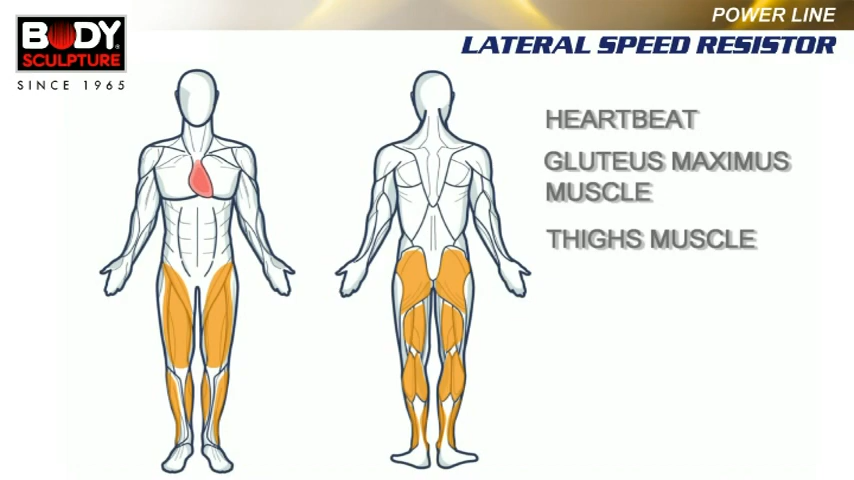 BODY
SCULPTURE®
SINCE 1965
POWER LINE
LATERAL SPEED RESISTOR
HEARTBEAT
GLUTEUS MAXIMUS
MUSCLE
THIGHS MUSCLE